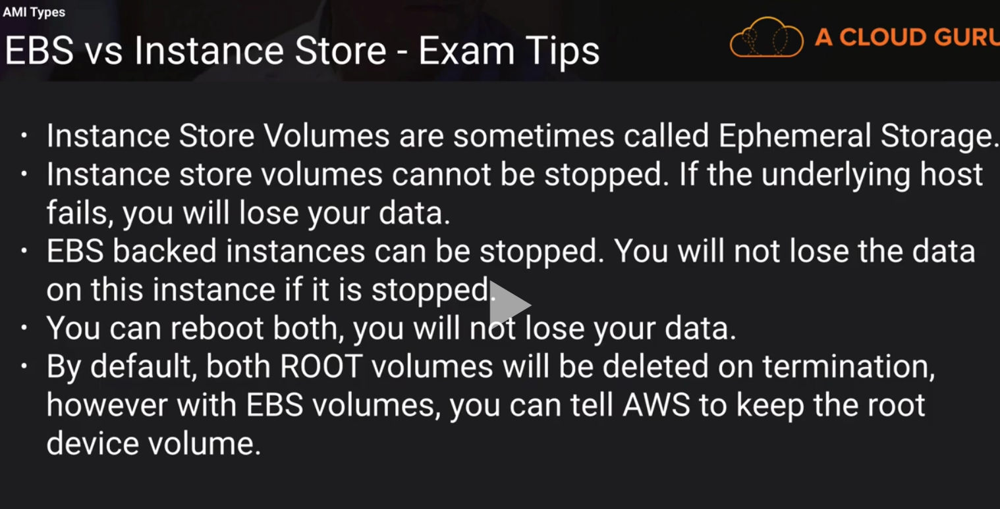 AMI Types
EBS vs Instance Store - Exam Tips
A CLOUD GURU
• Instance Store Volumes are sometimes called Ephemeral Storage.
• Instance store volumes cannot be stopped. If the underlying host
fails, you will lose your data.
• EBS backed instances can be stopped. You will not lose the data
on this instance if it is stopped.
• You can reboot both, you will not lose your data.
• By default, both ROOT volumes will be deleted on termination,
however with EBS volumes, you can tell AWS to keep the root
device volume.